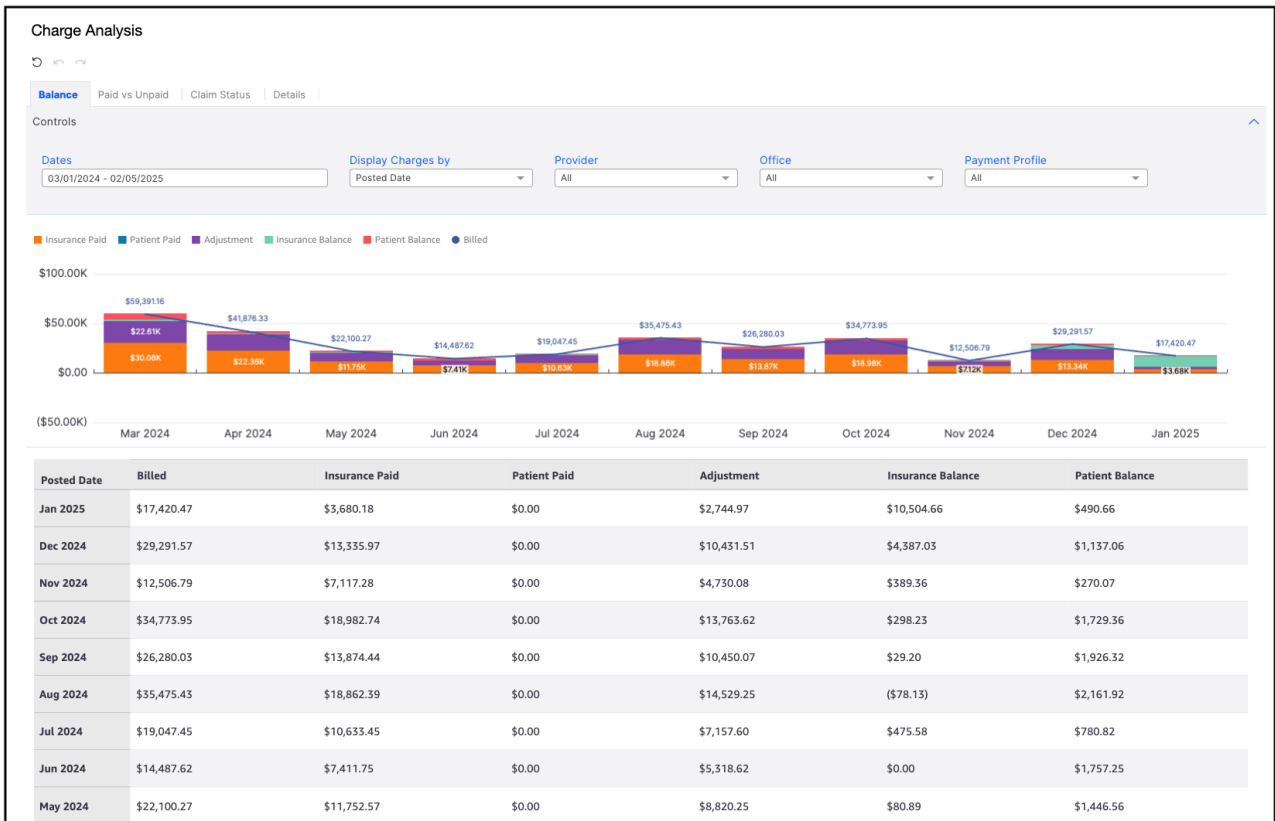 Charge Analysis
Balance Paid vs Unpaid Claim Status Details
Controls
Dates Display Charges by Provider Office Payment Profile
03/01/2024 - 02/05/2025 Posted Date All All All
Insurance Paid Patient Paid Adjustment Insurance Balance Patient Balance Billed
$100.00K
$59,391.16
$41,876.33
$50.00K $22.61K $22,100.27 $14,487.62 $19,047.45 $35,475.43 $26,280.03 $34,773.95 $12,506.79 $29,291.57 $17,420.47
$30.06K $22.36K $11.75K $7.41K $10.63K $18.86K $13.87K $18.98K $7.12K $13.34K $3.68K
$0.00
($50.00K)
Mar 2024 Apr 2024 May 2024 Jun 2024 Jul 2024 Aug 2024 Sep 2024 Oct 2024 Nov 2024 Dec 2024 Jan 2025
Posted Date Billed Insurance Paid Patient Paid Adjustment Insurance Balance Patient Balance
Jan 2025 $17,420.47 $3,680.18 $0.00 $2,744.97 $10,504.66 $490.66
Dec 2024 $29,291.57 $13,335.97 $0.00 $10,431.51 $4,387.03 $1,137.06
Nov 2024 $12,506.79 $7,117.28 $0.00 $4,730.08 $389.36 $270.07
Oct 2024 $34,773.95 $18,982.74 $0.00 $13,763.62 $298.23 $1,729.36
Sep 2024 $26,280.03 $13,874.44 $0.00 $10,450.07 $29.20 $1,926.32
Aug 2024 $35,475.43 $18,862.39 $0.00 $14,529.25 ($78.13) $2,161.92
Jul 2024 $19,047.45 $10,633.45 $0.00 $7,157.60 $475.58 $780.82
Jun 2024 $14,487.62 $7,411.75 $0.00 $5,318.62 $0.00 $1,757.25
May 2024 $22,100.27 $11,752.57 $0.00 $8,820.25 $80.89 $1,446.56